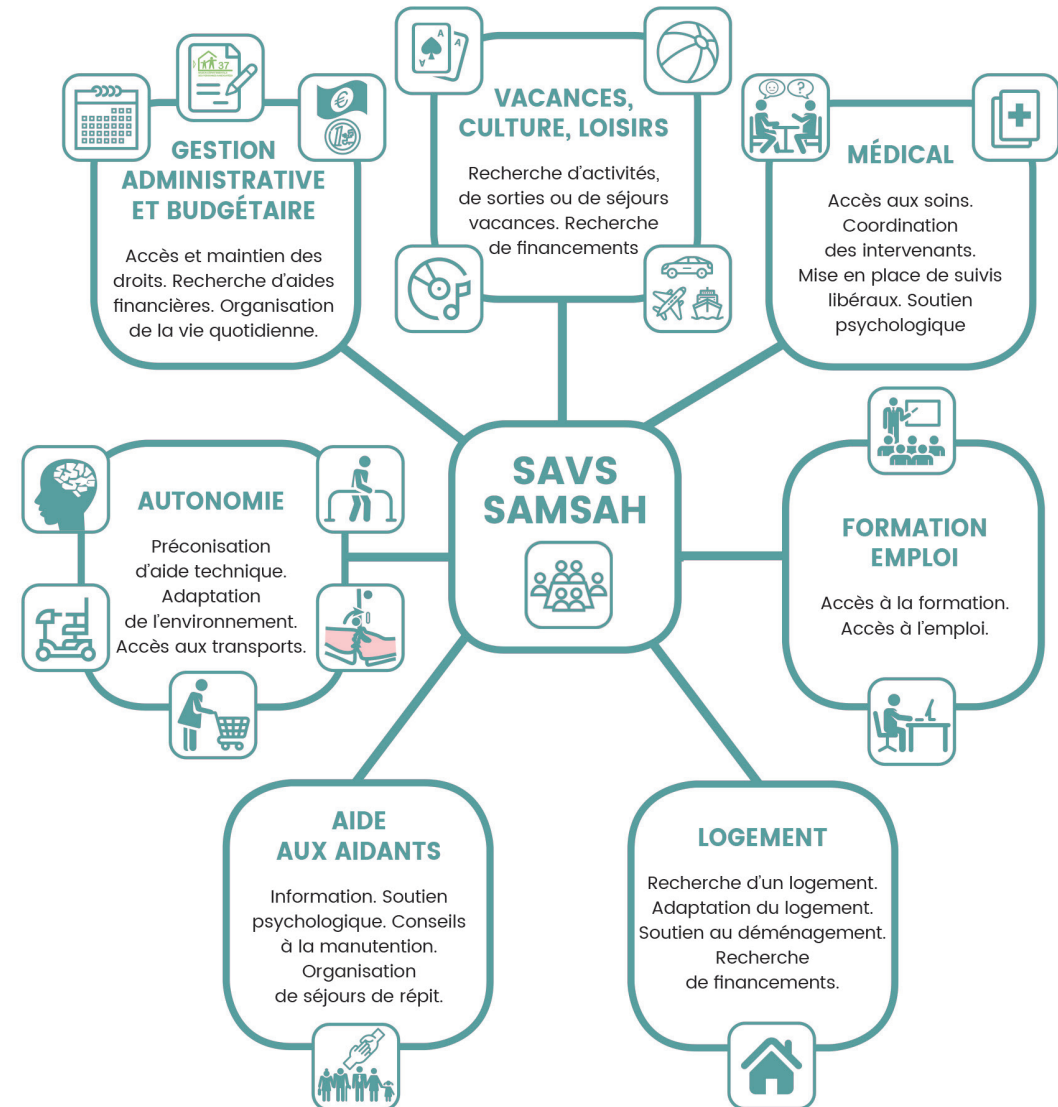 GESTION
ADMINISTRATIVE
ET BUDGÉTAIRE
Accès et maintien des
droits. Recherche d'aides
financières. Organisation
de la vie quotidienne.
37
€
VACANCES,
CULTURE, LOISIRS
Recherche d'activités,
de sorties ou de séjours
vacances. Recherche
de financements
A
A
MÉDICAL
Accès aux soins.
Coordination
des intervenants.
Mise en place de suivis
libéraux. Soutien
psychologique
?
SAVS
SAMSAH
AUTONOMIE
Préconisation
d'aide technique.
Adaptation
de l'environnement.
Accès aux transports.
FORMATION
EMPLOI
Accès à la formation.
Accès à l'emploi.
AIDE
AUX AIDANTS
Information. Soutien
psychologique. Conseils
à la manutention.
Organisation
de séjours de répit.
LOGEMENT
Recherche d'un logement.
Adaptation du logement.
Soutien au déménagement.
Recherche
de financements.